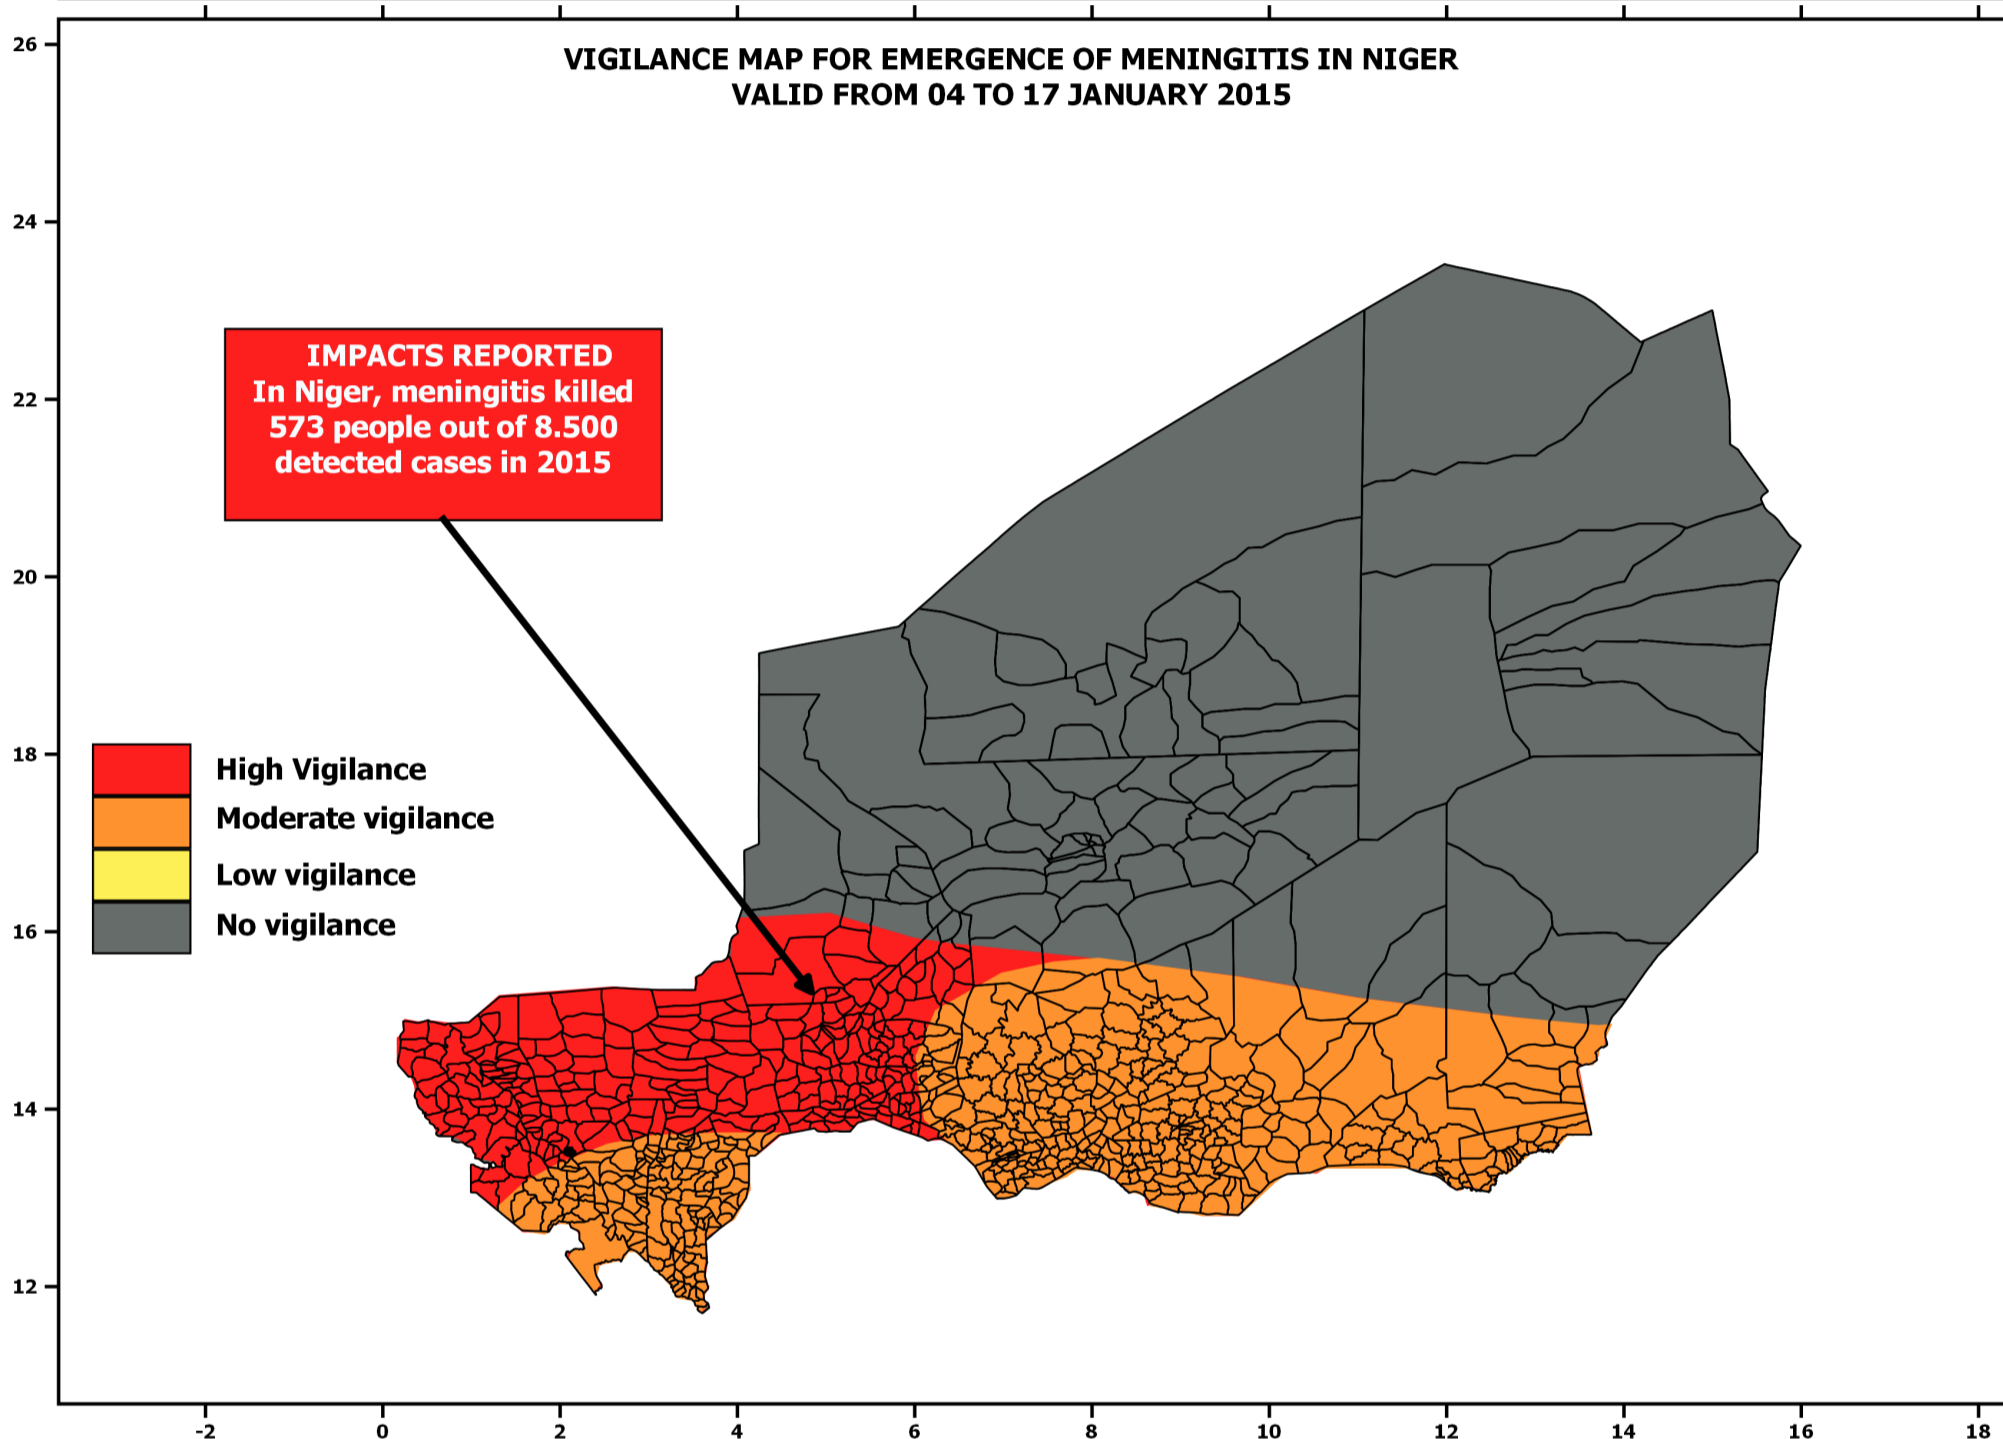 VIGILANCE MAP FOR EMERGENCE OF MENINGITIS IN NIGER
VALID FROM 04 TO 17 JANUARY 2015
26
24
22
20
18
16
14
12
IMPACTS REPORTED
In Niger, meningitis killed
573 people out of 8.500
detected cases in 2015
High Vigilance
Moderate vigilance
Low vigilance
No vigilance
-2 0 2 4 6 8 10 12 14 16 18